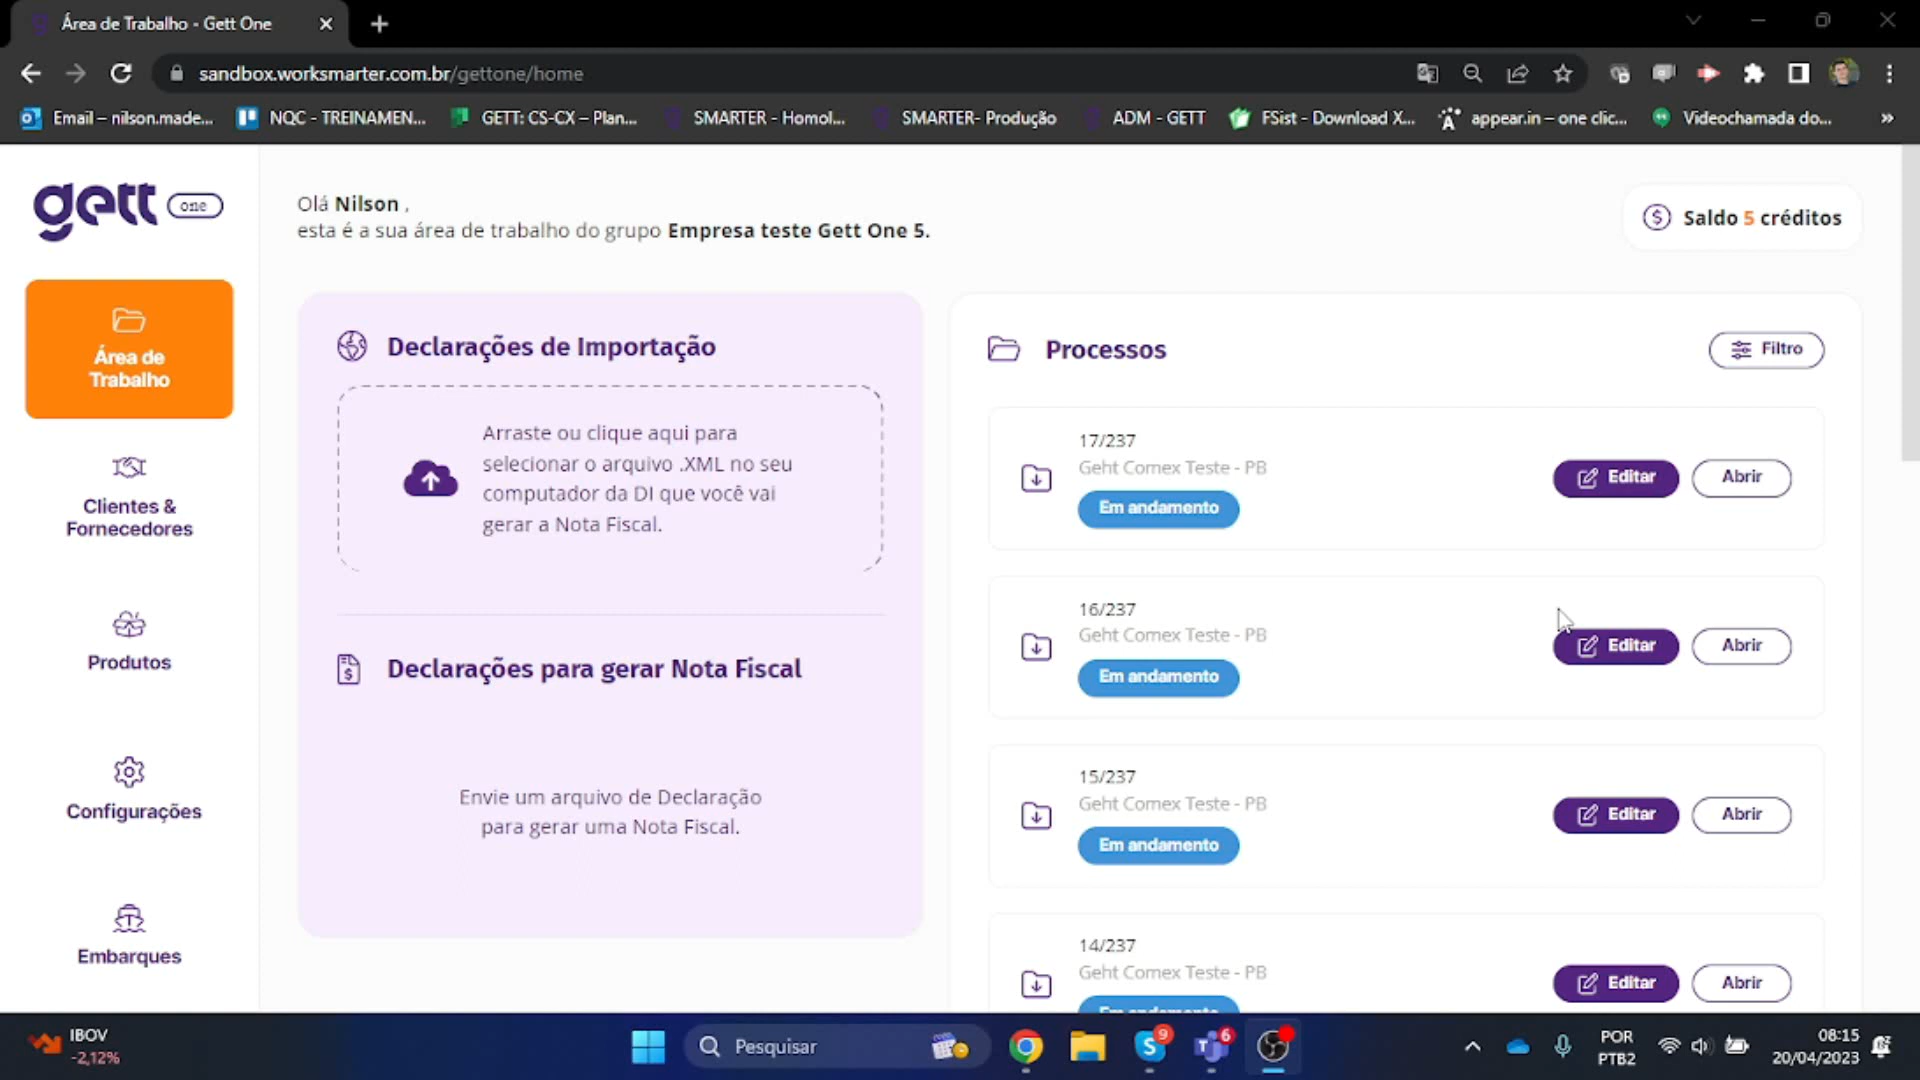 Área de Trabalho - Gett One
sandbox.worksmarter.com.br/gettone/home
Email – nilson.made...
NQC - TREINAMEN...
GETT: CS-CX – Plan...
SMARTER - Homol...
SMARTER- Produção
ADM - GETT
FSist - Download X...
appear.in – one clic...
Videochamada do...
»
gett one
Olá Nilson ,
esta é a sua área de trabalho do grupo Empresa teste Gett One 5.
Saldo 5 créditos
Área de
Trabalho
Clientes &
Fornecedores
Produtos
Configurações
Embarques
Declarações de Importação
Arraste ou clique aqui para
selecionar o arquivo .XML no seu
computador da DI que você vai
gerar a Nota Fiscal.
Declarações para gerar Nota Fiscal
Envie um arquivo de Declaração
para gerar uma Nota Fiscal.
Processos
Filtro
17/237
Geht Comex Teste - PB
Em andamento
Editar
Abrir
16/237
Geht Comex Teste - PB
Em andamento
Editar
Abrir
15/237
Geht Comex Teste - PB
Em andamento
Editar
Abrir
14/237
Geht Comex Teste - PB
Em andamento
Editar
Abrir
IBOV
-2,12%
Pesquisar
9
6
POR
PTB2
08:15
20/04/2023